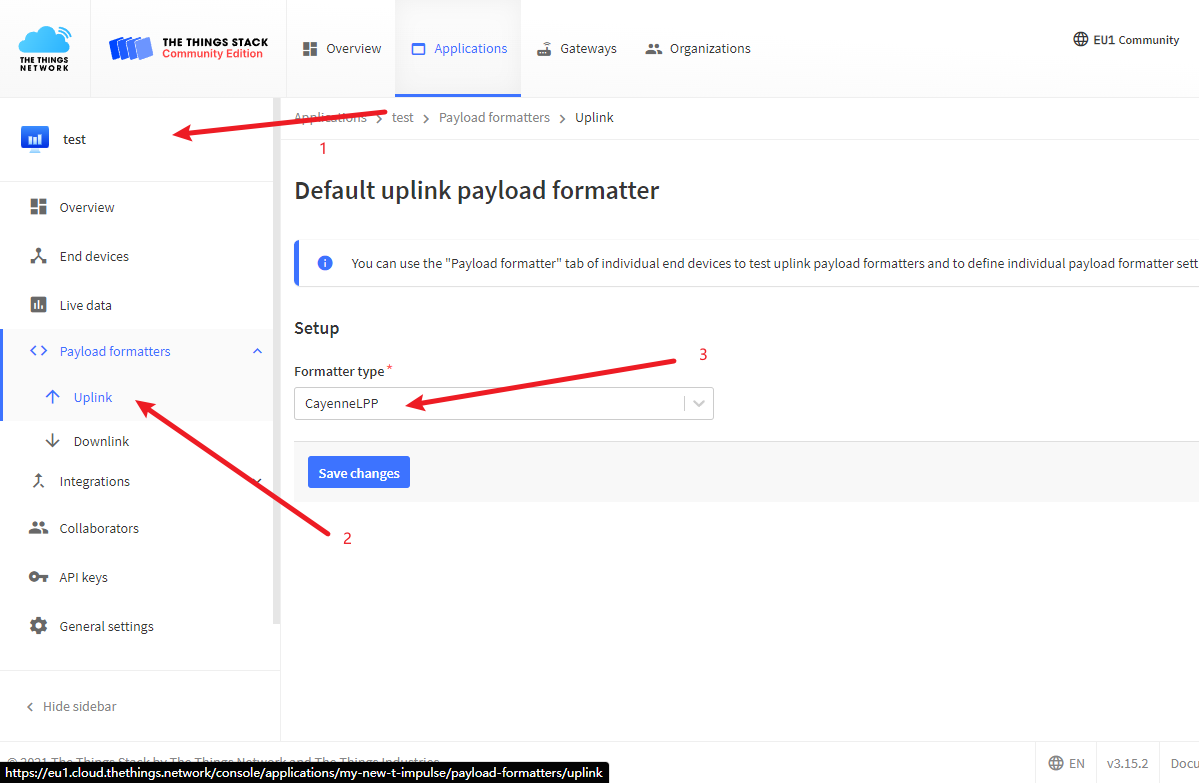 THE THINGS NETWORK
THE THINGS STACK
Community Edition
Overview
Applications
Gateways
Organizations
EU1 Community
test
Applications > test > Payload formatters > Uplink
1
Default uplink payload formatter
Overview
End devices
Live data
Payload formatters
Uplink
Downlink
Integrations
Collaborators
API keys
General settings
Hide sidebar
You can use the "Payload formatter" tab of individual end devices to test uplink payload formatters and to define individual payload formatter sett
Setup
3
Formatter type*
CayenneLPP
Save changes
2
© 2021 The Things Stack by The Things Network and The Things Industries
https://eu1.cloud.thethings.network/console/applications/my-new-t-impulse/payload-formatters/uplink
EN
v3.15.2
Docu